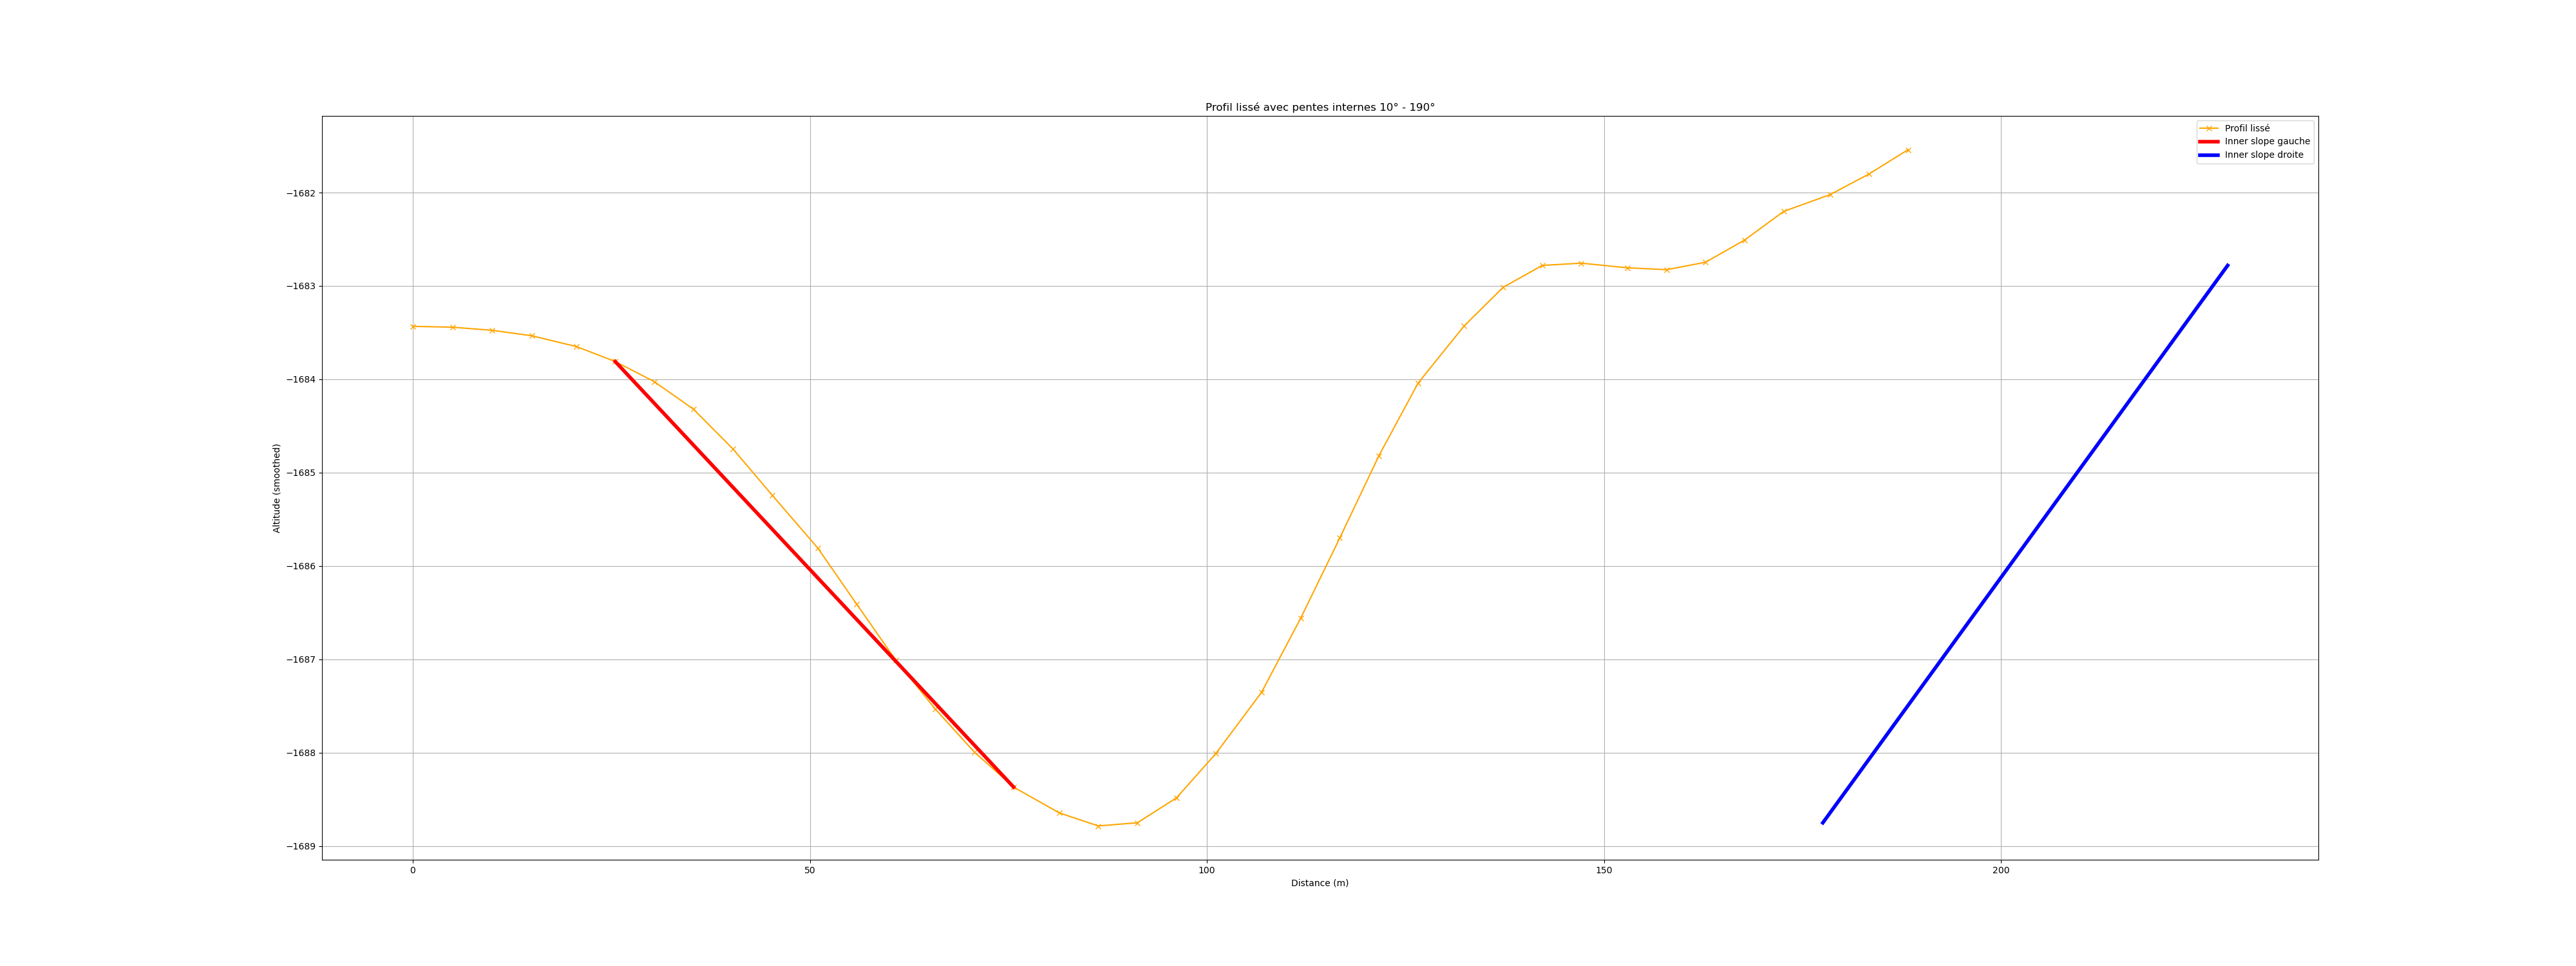 Profil lissé avec pentes internes 10° - 190°
Profil lissé
Inner slope gauche
Inner slope droite
−1682
−1683
−1684
−1685
−1686
−1687
−1688
−1689
Altitude (smoothed)
0
50
100
150
200
Distance (m)